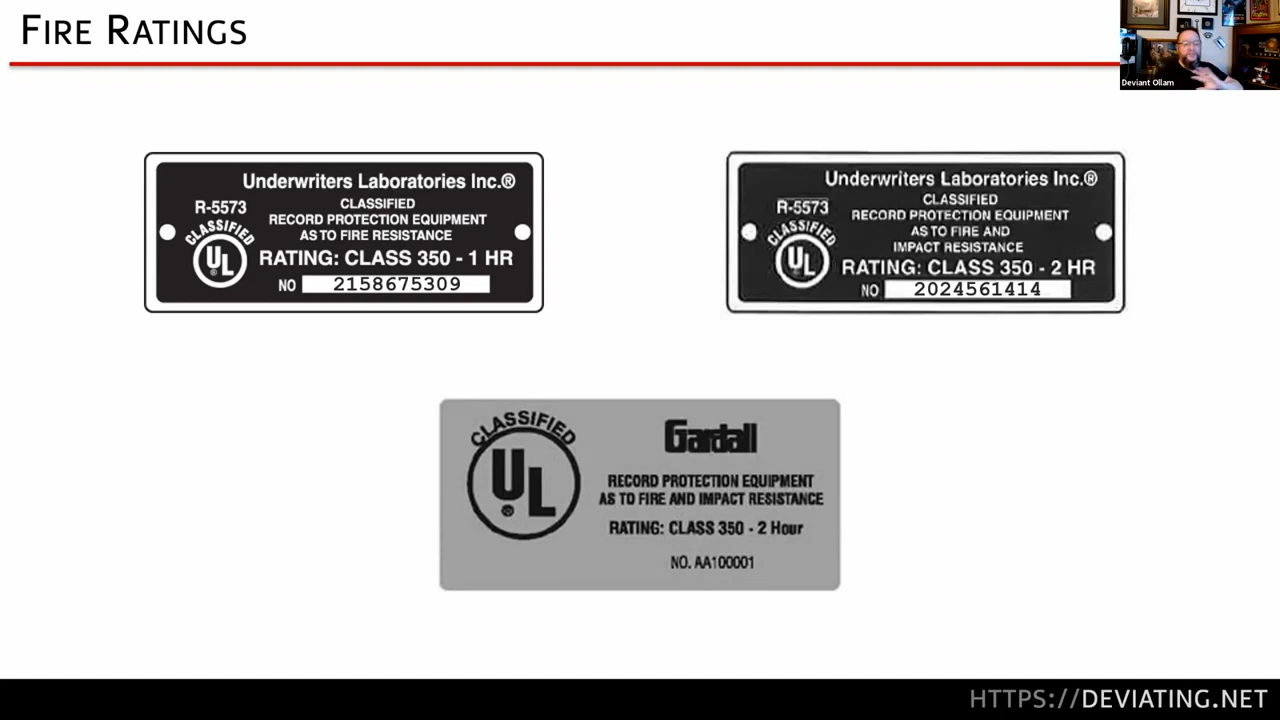 FIRE RATINGS
Deviant Ollam
Underwriters Laboratories Inc.®
R-5573
CLASSIFIED
RECORD PROTECTION EQUIPMENT
AS TO FIRE RESISTANCE
CLASSIFIED
UL®
RATING: CLASS 350 - 1 HR
NO 2158675309
Underwriters Laboratories Inc.®
R-5573
CLASSIFIED
RECORD PROTECTION EQUIPMENT
AS TO FIRE AND
IMPACT RESISTANCE
CLASSIFIED
UL®
RATING: CLASS 350 - 2 HR
NO 2024561414
CLASSIFIED
UL®
Gardall
RECORD PROTECTION EQUIPMENT
AS TO FIRE AND IMPACT RESISTANCE
RATING: CLASS 350 - 2 Hour
NO. AA100001
HTTPS://DEVIATING.NET